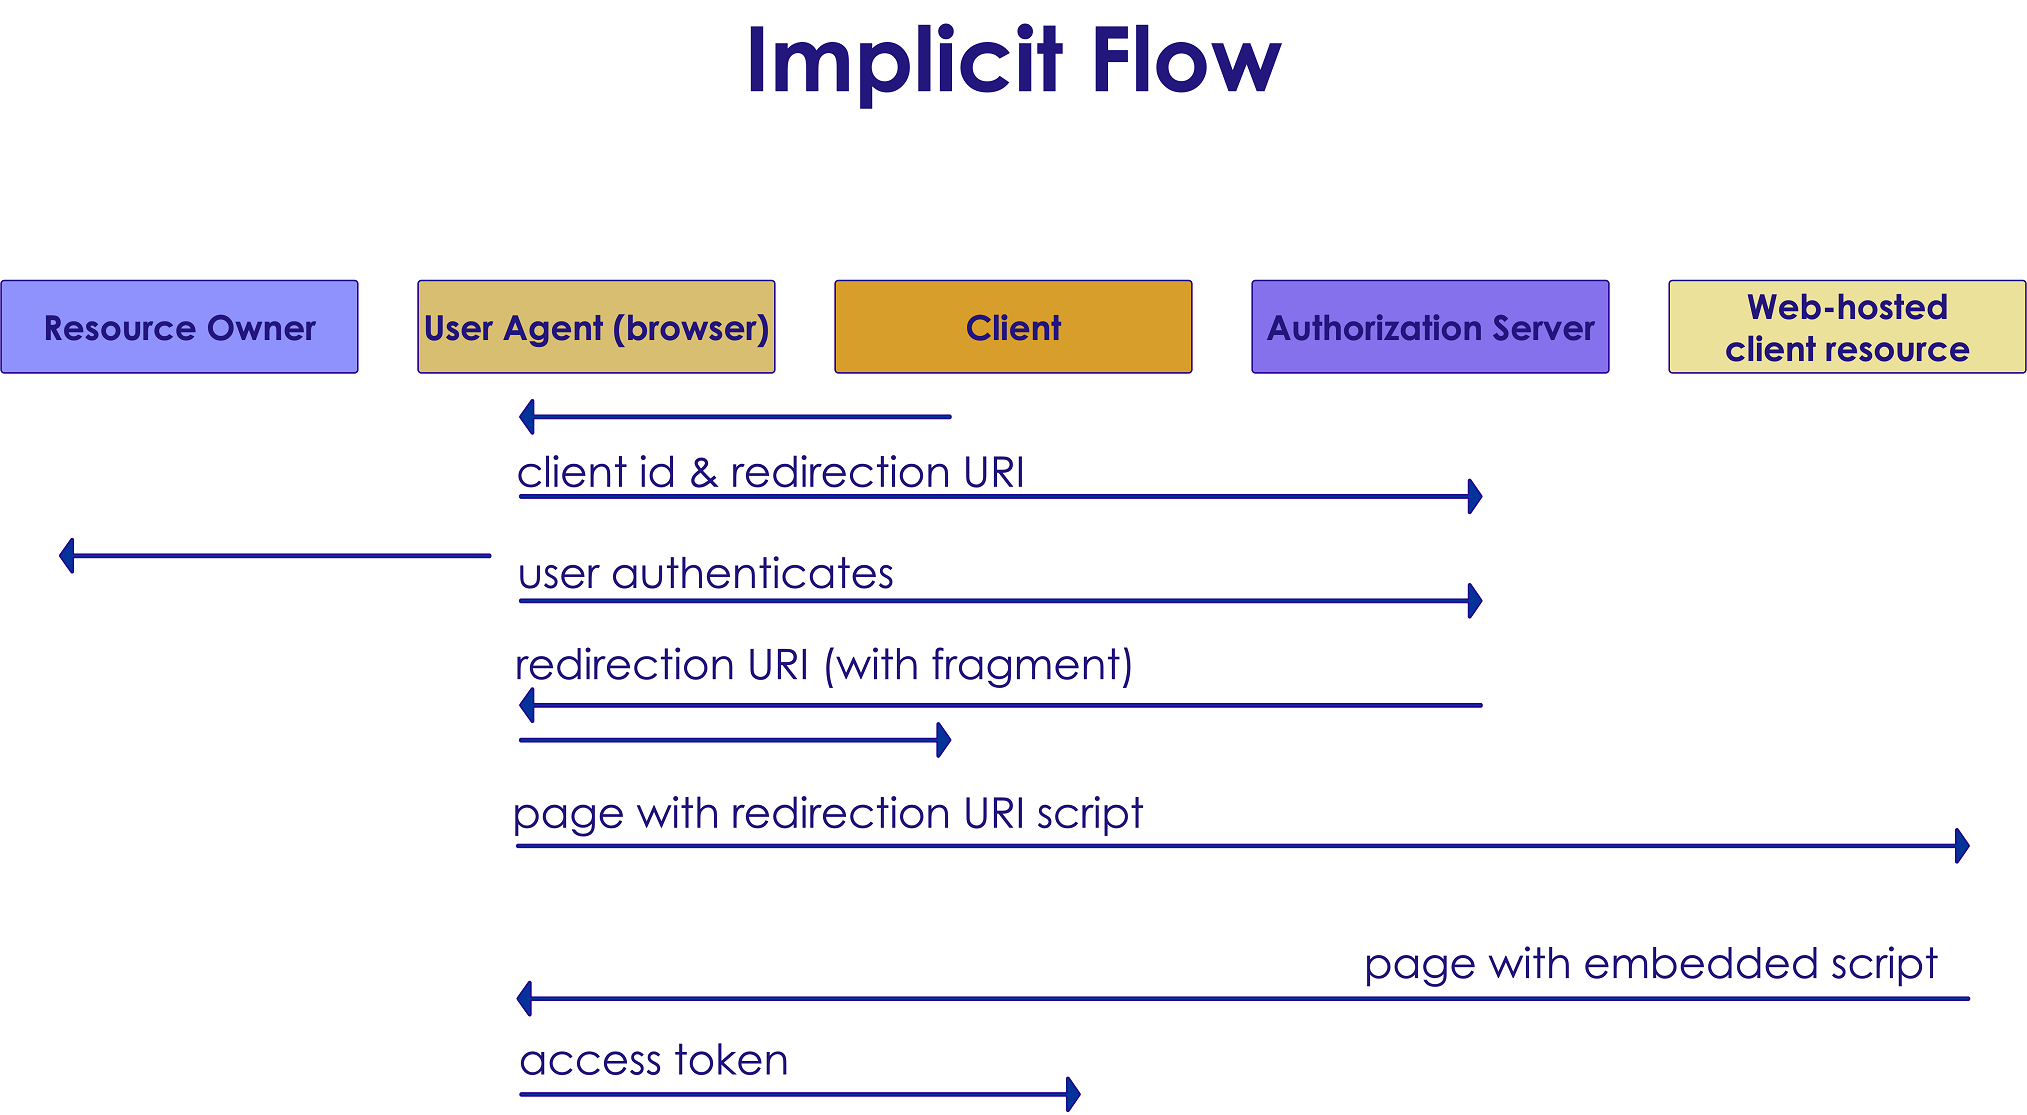 Implicit Flow
Resource Owner
User Agent (browser)
Client
Authorization Server
Web-hosted
client resource
client id & redirection URI
user authenticates
redirection URI (with fragment)
page with redirection URI script
page with embedded script
access token